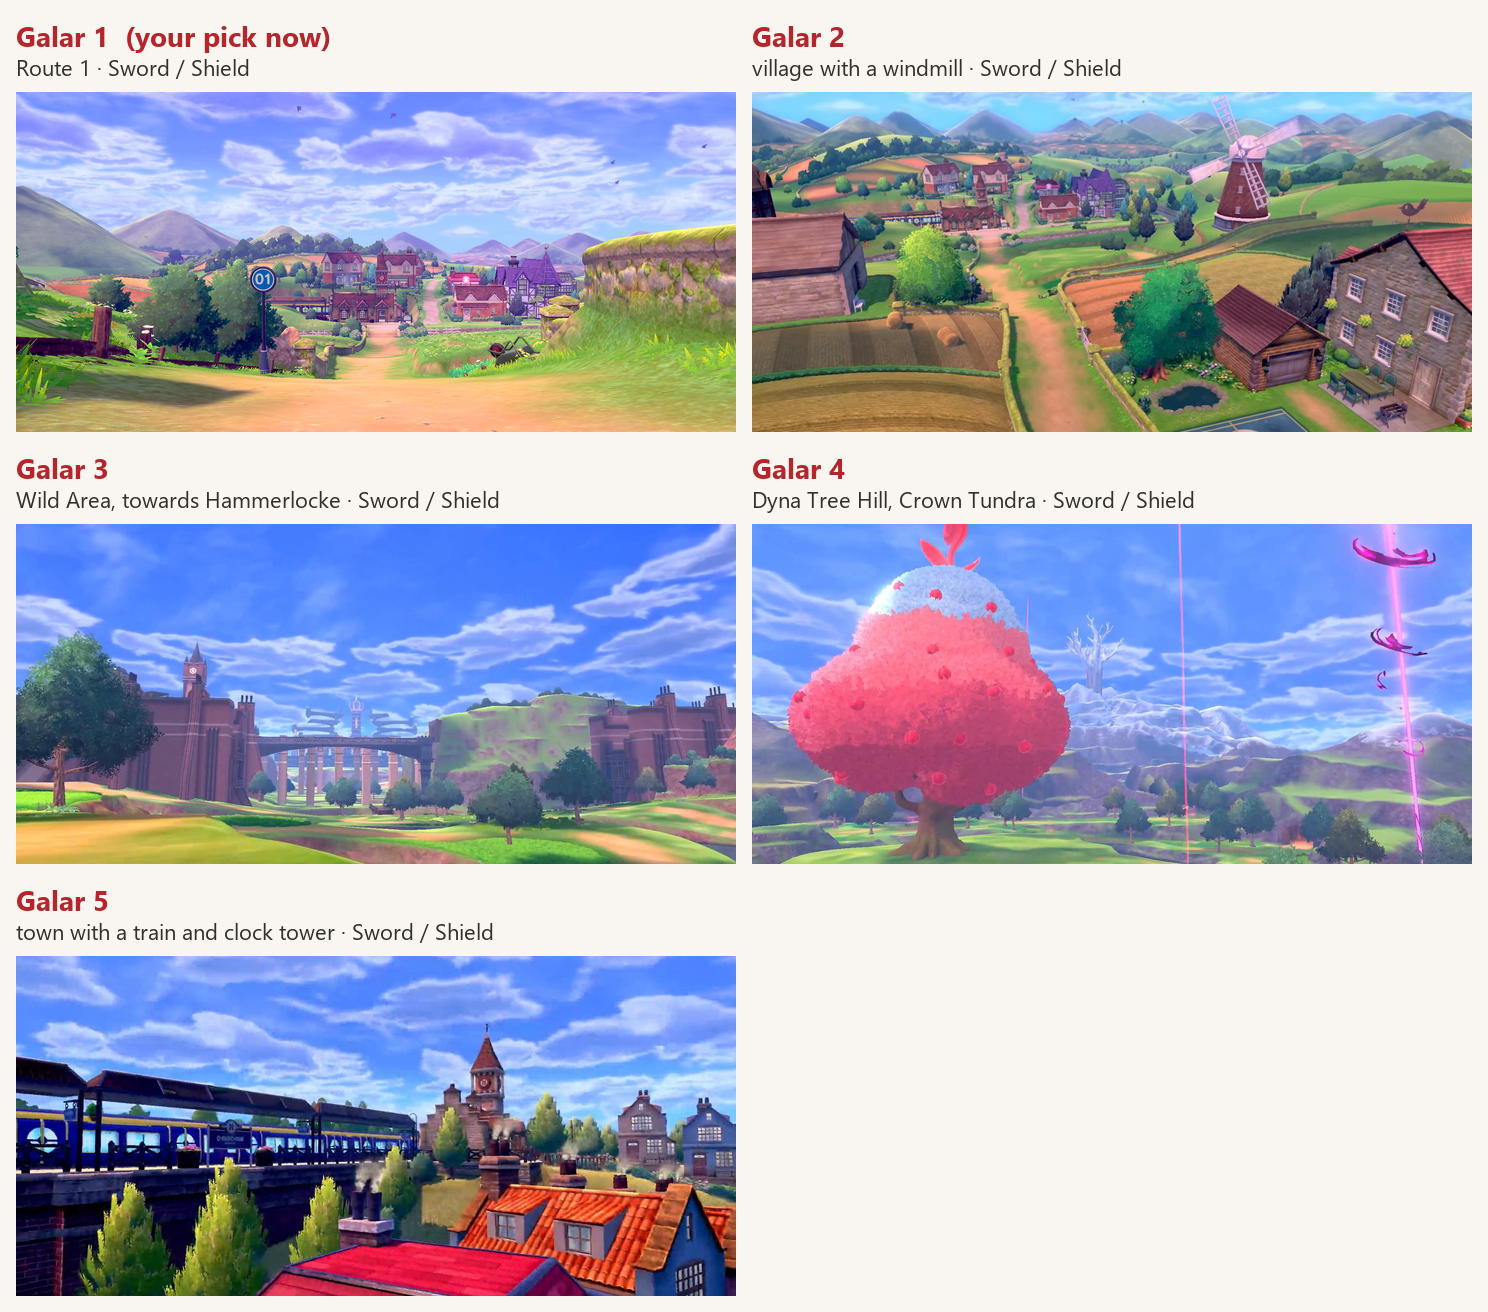 Galar 1 (your pick now)
Route 1 · Sword / Shield
01
Galar 2
village with a windmill · Sword / Shield
Galar 3
Wild Area, towards Hammerlocke · Sword / Shield
Galar 4
Dyna Tree Hill, Crown Tundra · Sword / Shield
Galar 5
town with a train and clock tower · Sword / Shield